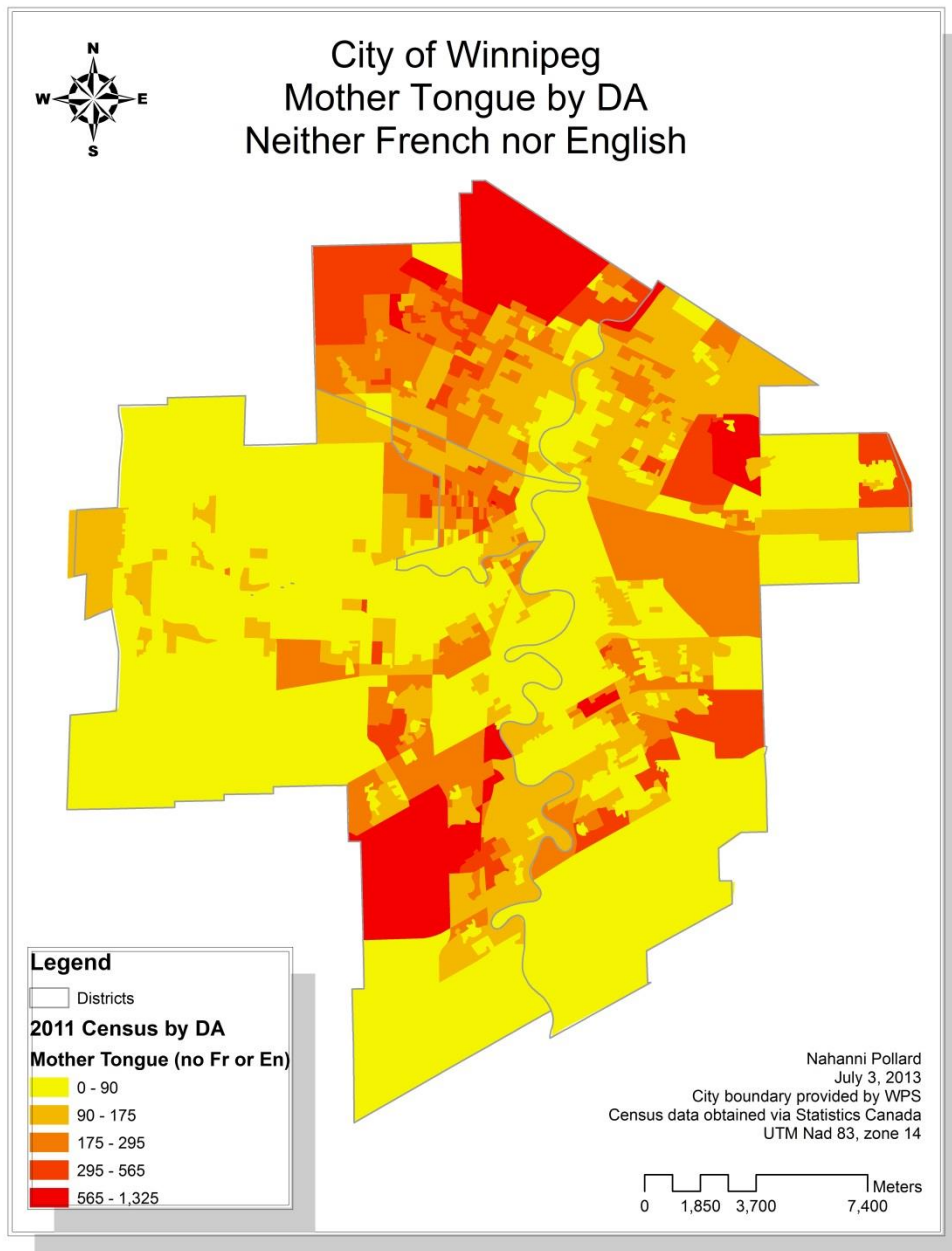 N
W E
S
City of Winnipeg
Mother Tongue by DA
Neither French nor English
Legend
Districts
2011 Census by DA
Mother Tongue (no Fr or En)
0 - 90
90 - 175
175 - 295
295 - 565
565 - 1,325
Nahanni Pollard
July 3, 2013
City boundary provided by WPS
Census data obtained via Statistics Canada
UTM Nad 83, zone 14
Meters
0 1,850 3,700 7,400